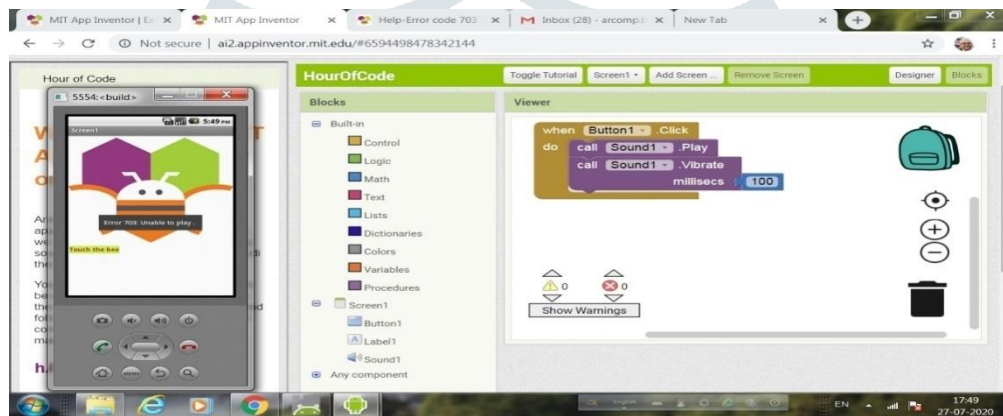 MIT App Inventor | E
MIT App Inventor
Help-Error code 703
Inbox (28) - arcomp.
New Tab
Not secure | ai2.appinventor.mit.edu/#6594498478342144
Hour of Code
HourOfCode
Toggle Tutorial
Screen1
Add Screen ...
Remove Screen
Designer
Blocks
5554:<build>
5:49 PM
Screen1
Error 703: Unable to play .
Touch the bee
MENU
Blocks
Built-in
Control
Logic
Math
Text
Lists
Dictionaries
Colors
Variables
Procedures
Screen1
Button1
Label1
Sound1
Any component
Viewer
when Button1 .Click
do call Sound1 .Play
call Sound1 .Vibrate
millisecs 100
0 0
Show Warnings
English
EN
17:49
27-07-2020